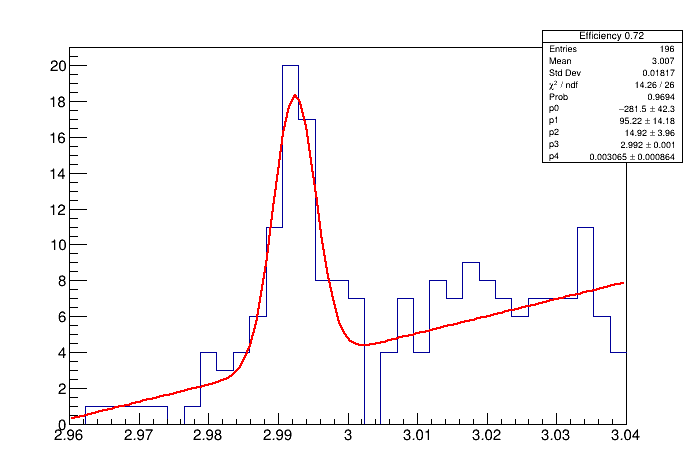 Efficiency 0.72
Entries 196
Mean 3.007
Std Dev 0.01817
χ² / ndf 14.26 / 26
Prob 0.9694
p0 −281.5 ± 42.3
p1 95.22 ± 14.18
p2 14.92 ± 3.96
p3 2.992 ± 0.001
p4 0.003065 ± 0.000864
20
18
16
14
12
10
8
6
4
2
0
2.96 2.97 2.98 2.99 3 3.01 3.02 3.03 3.04